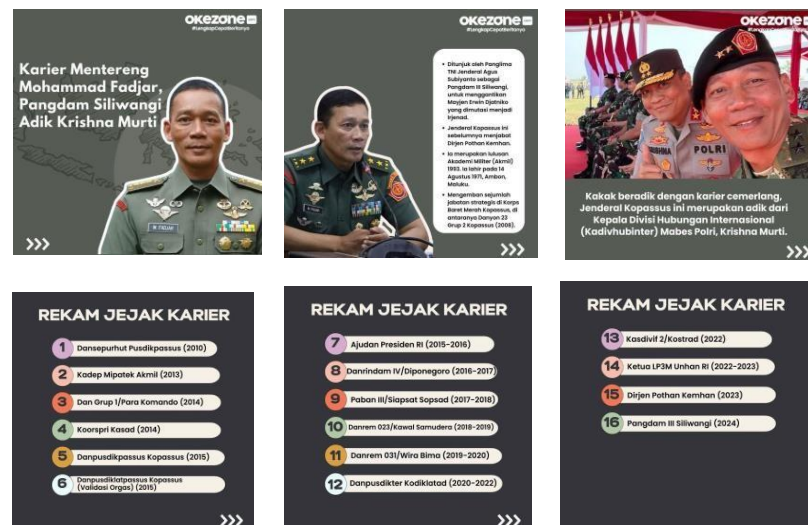 okezone
#LengkapCepatBeritanya
Karier Mentereng
Mohammad Fadjar,
Pangdam Siliwangi
Adik Krishna Murti
M. FADJAR
>>>
okezone
#LengkapCepatBeritanya
Ditunjuk oleh Panglima
TNI Jenderal Agus
Subiyanto sebagai
Pangdam III Siliwangi,
untuk menggantikan
Mayjen Erwin Djatniko
yang dimutasi menjadi
Irjenad.
Jenderal Kopassus ini
sebelumnya menjabat
Dirjen Pothan Kemhan.
Ia merupakan lulusan
Akademi Militer (Akmil)
1993. Ia lahir pada 14
Agustus 1971, Ambon,
Maluku.
Mengemban sejumlah
jabatan strategis di Korps
Baret Merah Kopassus, di
antaranya Danyon 23
Grup 2 Kopassus (2008).
>>>
okezone
#LengkapCepatBeritanya
KRISHNA
POLRI
Kakak beradik dengan karier cemerlang,
Jenderal Kopassus ini merupakan adik dari
Kepala Divisi Hubungan Internasional
(Kadivhubinter) Mabes Polri, Krishna Murti.
>>>
REKAM JEJAK KARIER
1 Dansepurhut Pusdikpassus (2010)
2 Kadep Mipatek Akmil (2013)
3 Dan Grup 1/Para Komando (2014)
4 Koorspri Kasad (2014)
5 Danpusdikpassus Kopassus (2015)
6 Danpusdiklatpassus Kopassus
(Validasi Orgas) (2015)
>>>
REKAM JEJAK KARIER
7 Ajudan Presiden RI (2015-2016)
8 Danrindam IV/Diponegoro (2016-2017)
9 Paban III/Siapsat Sopsad (2017-2018)
10 Danrem 023/Kawal Samudera (2018-2019)
11 Danrem 031/Wira Bima (2019-2020)
12 Danpusdikter Kodiklatad (2020-2022)
>>>
REKAM JEJAK KARIER
13 Kasdivif 2/Kostrad (2022)
14 Ketua LP3M Unhan RI (2022-2023)
15 Dirjen Pothan Kemhan (2023)
16 Pangdam III Siliwangi (2024)